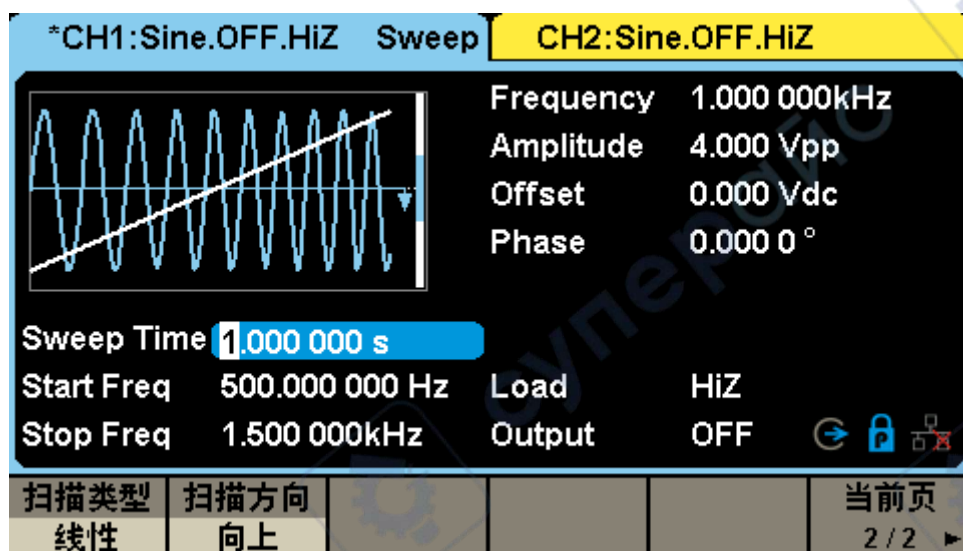 *CH1:Sine.OFF.HiZ Sweep CH2:Sine.OFF.HiZ
Frequency 1.000 000kHz
Amplitude 4.000 Vpp
Offset 0.000 Vdc
Phase 0.000 0 °
Sweep Time 1.000 000 s
Start Freq 500.000 000 Hz Load HiZ
Stop Freq 1.500 000kHz Output OFF
扫描类型 扫描方向 当前页
线性 向上 2 / 2
супер айс